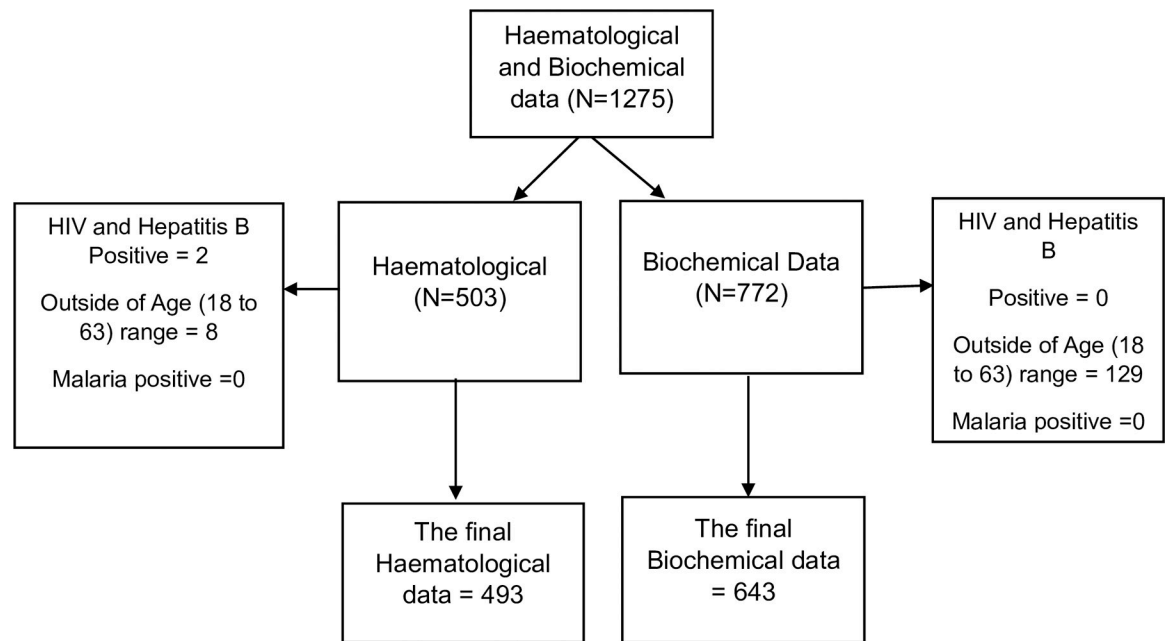 Haematological
and Biochemical
data (N=1275)
HIV and Hepatitis B
Positive = 2
Outside of Age (18 to
63) range = 8
Malaria positive =0
Haematological
(N=503)
Biochemical Data
(N=772)
HIV and Hepatitis
B
Positive = 0
Outside of Age (18
to 63) range = 129
Malaria positive =0
The final
Haematological
data = 493
The final
Biochemical data
= 643